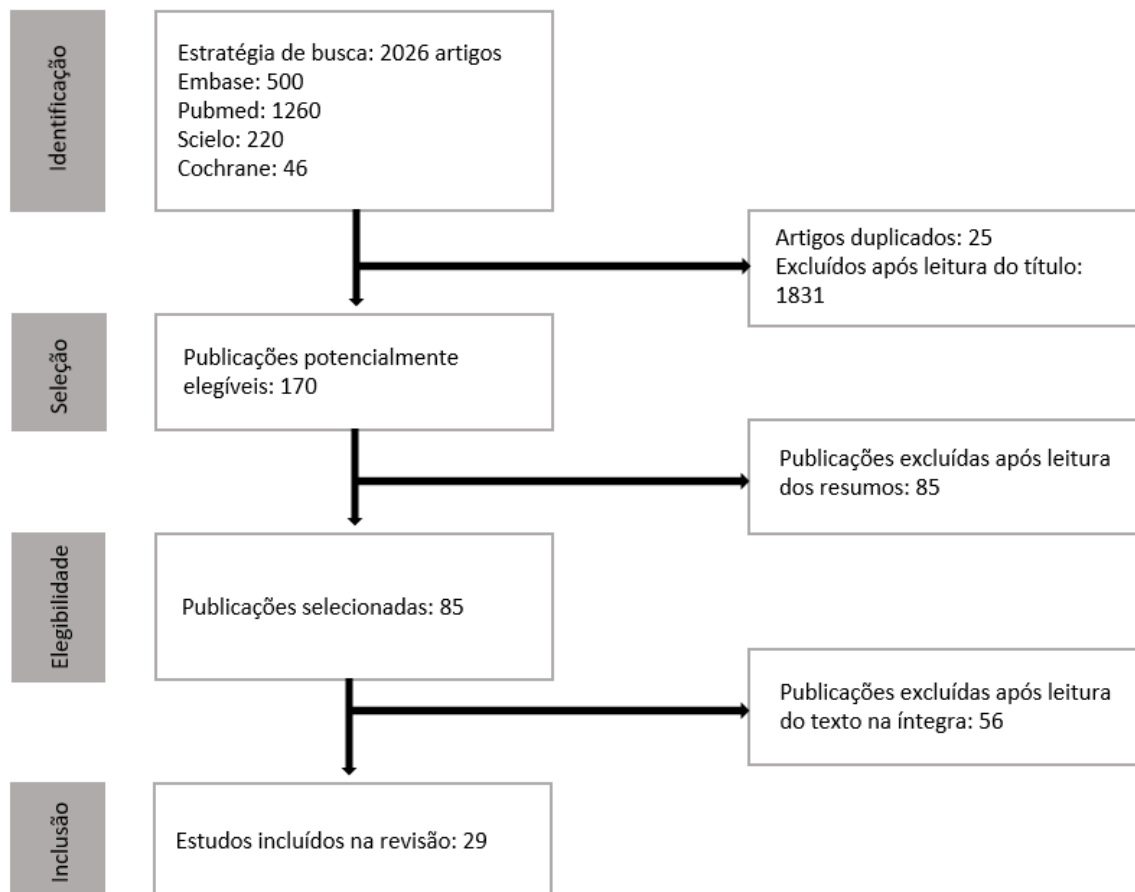 Identificação
Estratégia de busca: 2026 artigos
Embase: 500
Pubmed: 1260
Scielo: 220
Cochrane: 46
Artigos duplicados: 25
Excluídos após leitura do título:
1831
Seleção
Publicações potencialmente
elegíveis: 170
Publicações excluídas após leitura
dos resumos: 85
Elegibilidade
Publicações selecionadas: 85
Publicações excluídas após leitura
do texto na íntegra: 56
Inclusão
Estudos incluídos na revisão: 29